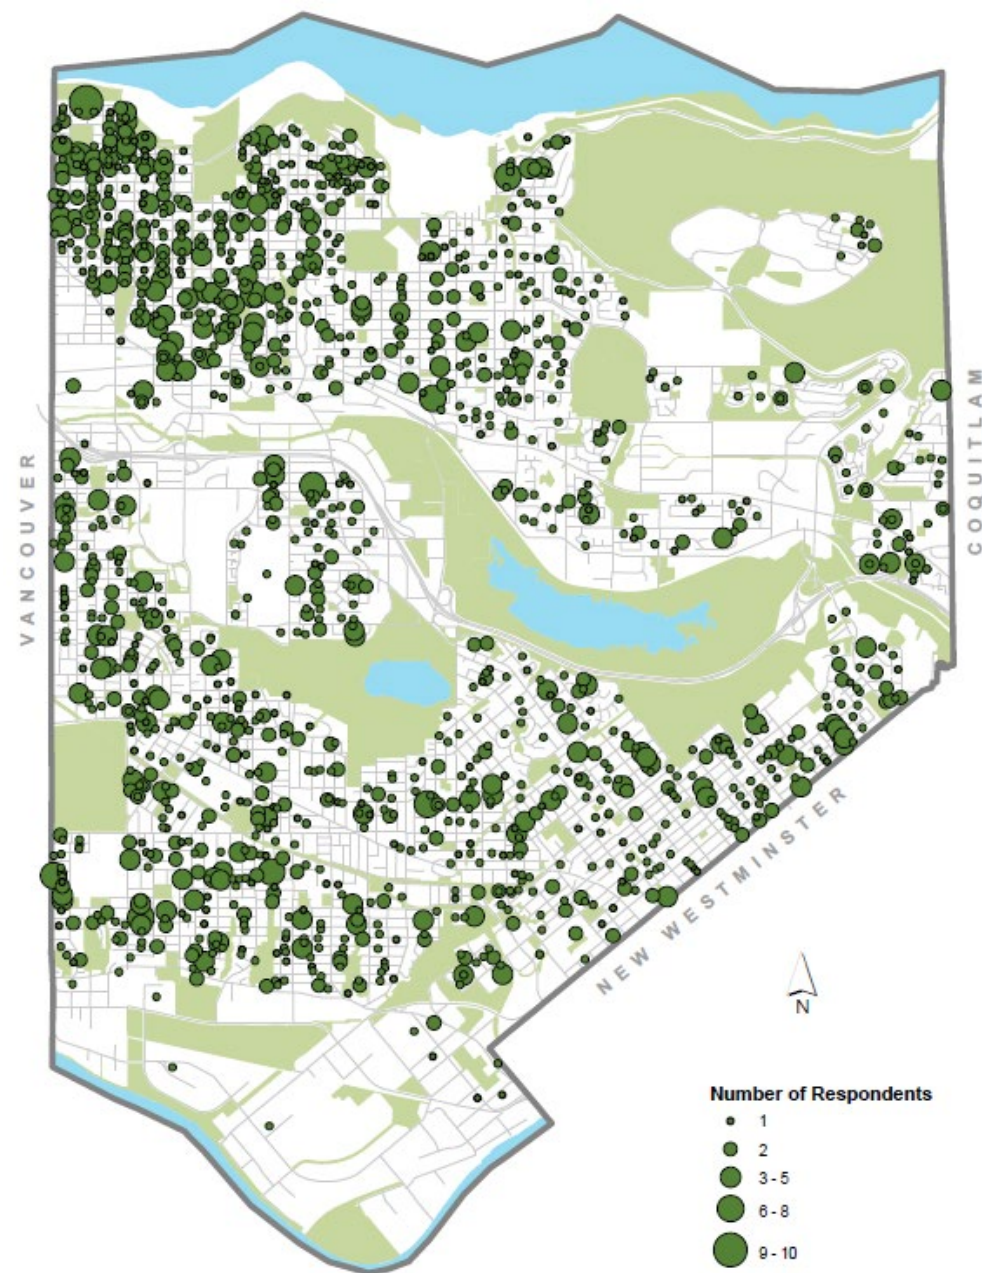 VANCOUVER
COQUITLAM
NEW WESTMINSTER
N
Number of Respondents
1
2
3 - 5
6 - 8
9 - 10